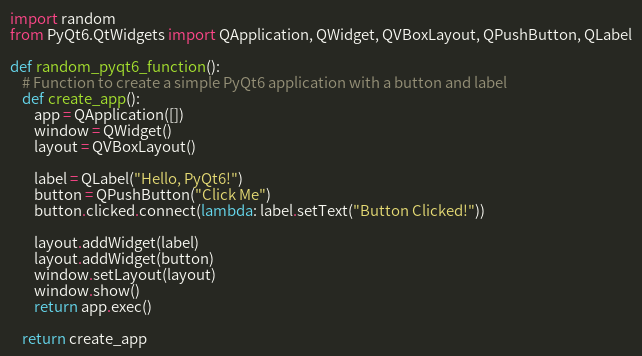 import random
from PyQt6.QtWidgets import QApplication, QWidget, QVBoxLayout, QPushButton, QLabel

def random_pyqt6_function():
    # Function to create a simple PyQt6 application with a button and label
    def create_app():
        app = QApplication([])
        window = QWidget()
        layout = QVBoxLayout()

        label = QLabel("Hello, PyQt6!")
        button = QPushButton("Click Me")
        button.clicked.connect(lambda: label.setText("Button Clicked!"))

        layout.addWidget(label)
        layout.addWidget(button)
        window.setLayout(layout)
        window.show()
        return app.exec()

    return create_app